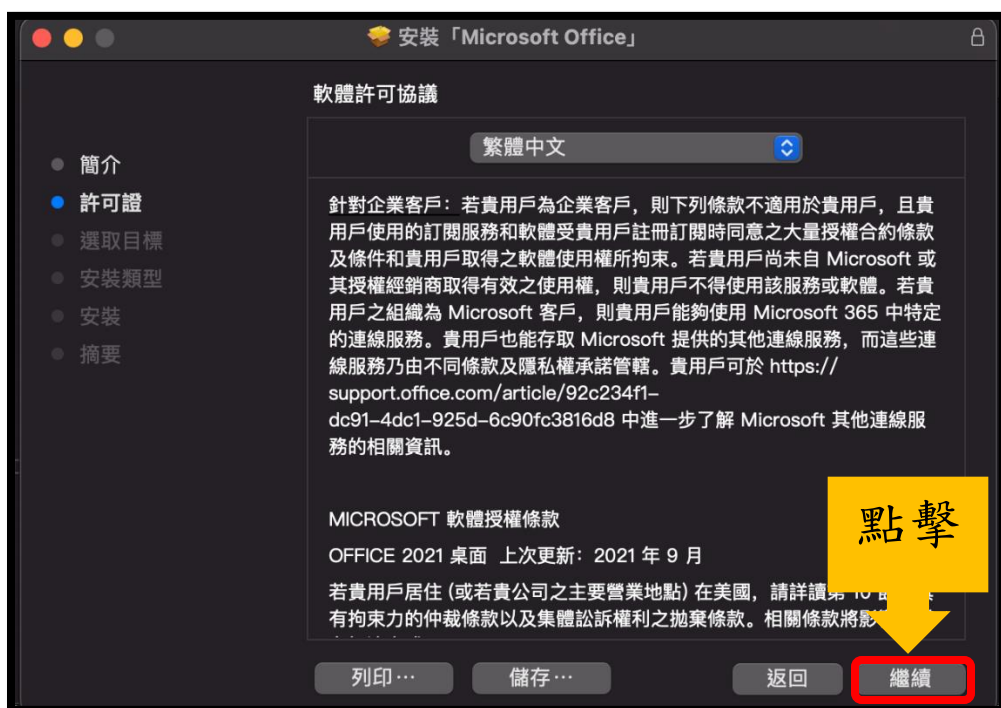 安裝「Microsoft Office」
軟體許可協議
繁體中文
簡介
許可證
選取目標
安裝類型
安裝
摘要
針對企業客戶：若貴用戶為企業客戶，則下列條款不適用於貴用戶，且貴
用戶使用的訂閱服務和軟體受貴用戶註冊訂閱時同意之大量授權合約條款
及條件和貴用戶取得之軟體使用權所拘束。若貴用戶尚未自 Microsoft 或
其授權經銷商取得有效之使用權，則貴用戶不得使用該服務或軟體。若貴
用戶之組織為 Microsoft 客戶，則貴用戶能夠使用 Microsoft 365 中特定
的連線服務。貴用戶也能存取 Microsoft 提供的其他連線服務，而這些連
線服務乃由不同條款及隱私權承諾管轄。貴用戶可於 https://
support.office.com/article/92c234f1–
dc91–4dc1–925d–6c90fc3816d8 中進一步了解 Microsoft 其他連線服
務的相關資訊。
MICROSOFT 軟體授權條款
OFFICE 2021 桌面 上次更新：2021 年 9 月
若貴用戶居住 (或若貴公司之主要營業地點) 在美國，請詳讀第 10
有拘束力的仲裁條款以及集體訴訟權利之拋棄條款。相關條款將影
點擊
列印…
儲存…
返回
繼續